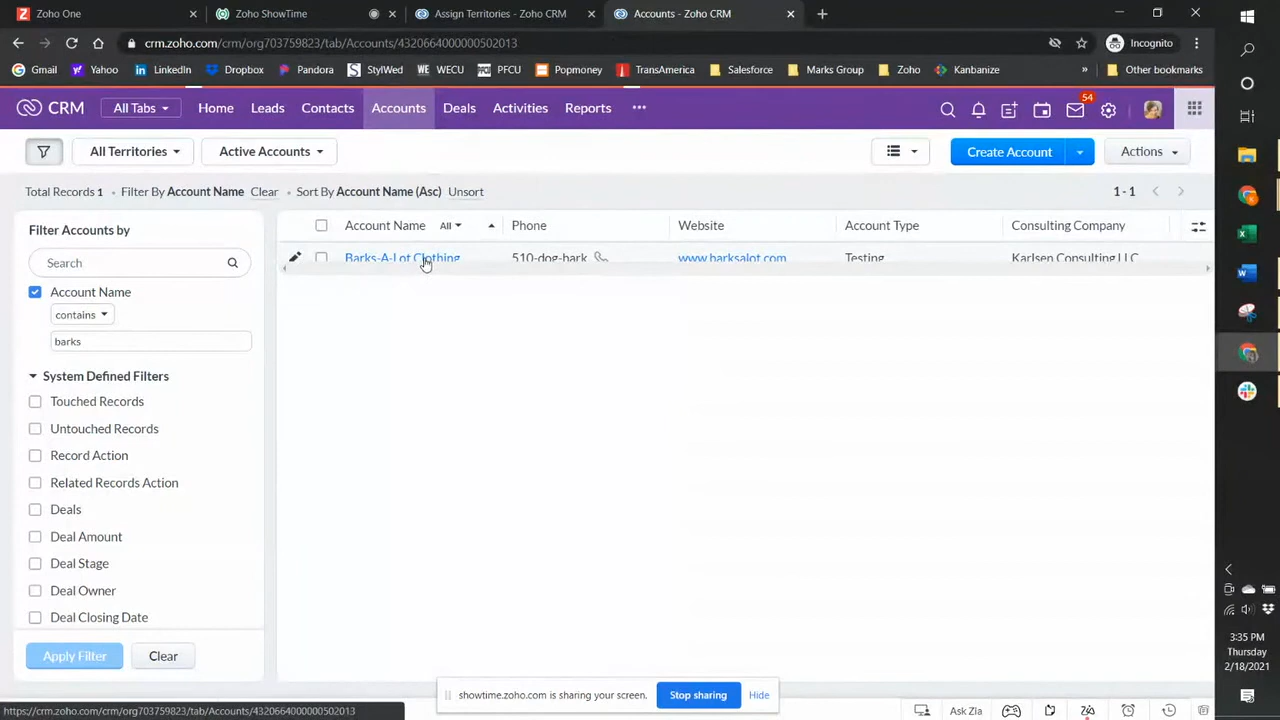 Zoho One
Zoho ShowTime
Assign Territories - Zoho CRM
Accounts - Zoho CRM
crm.zoho.com/crm/org703759823/tab/Accounts/4320664000000502013
Incognito
Gmail
Yahoo
LinkedIn
Dropbox
Pandora
StylWed
WECU
PFCU
Popmoney
TransAmerica
Salesforce
Marks Group
Zoho
Kanbanize
»
Other bookmarks
CRM
All Tabs
Home
Leads
Contacts
Accounts
Deals
Activities
Reports
54
All Territories
Active Accounts
Create Account
Actions
Total Records 1
Filter By Account Name
Clear
Sort By Account Name (Asc)
Unsort
1 - 1
Filter Accounts by
Search
Account Name
contains
barks
System Defined Filters
Touched Records
Untouched Records
Record Action
Related Records Action
Deals
Deal Amount
Deal Stage
Deal Owner
Deal Closing Date
Apply Filter
Clear
Account Name
All
Phone
Website
Account Type
Consulting Company
Barks-A-Lot Clothing
510-dog-bark
www.barksalot.com
Testing
Karlsen Consulting LLC
showtime.zoho.com is sharing your screen.
Stop sharing
Hide
https://crm.zoho.com/crm/org703759823/tab/Accounts/4320664000000502013
Ask Zia
3:35 PM
Thursday
2/18/2021